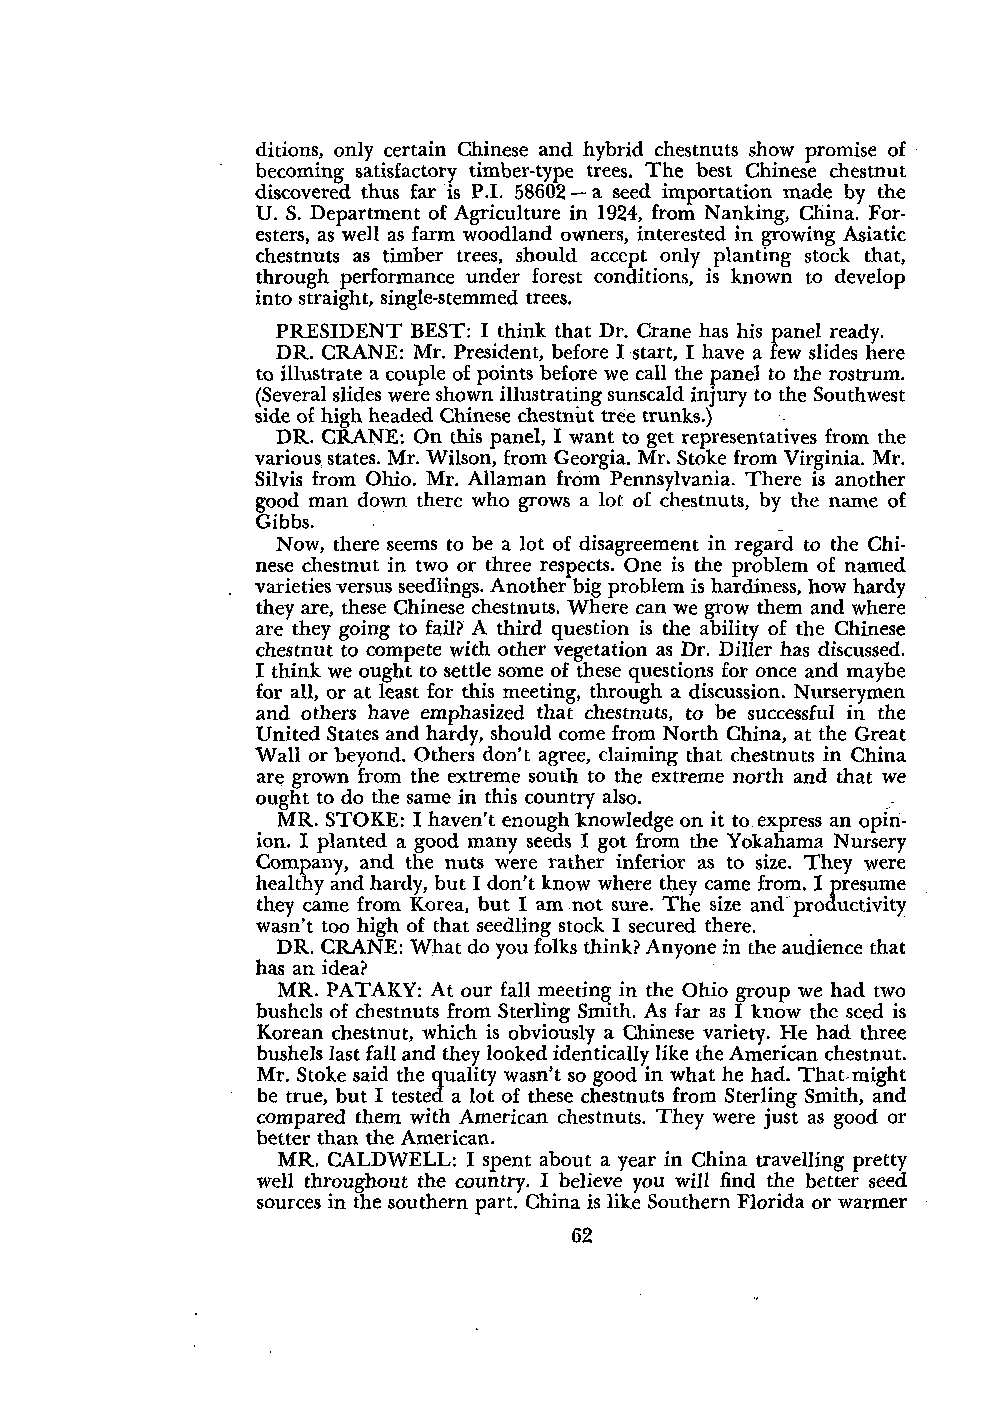 ditions, only certain Chinese and hybrid chestnuts show promise of
becoming satisfactory timber-type trees. The best Chinese chestnut
discovered thus far is P.I. 58602 — a seed importation made by the
U. S. Department of Agriculture in 1924, from Nanking, China. For-
esters, as well as farm woodland owners, interested in growing Asiatic
chestnuts as timber trees, should accept only planting stock that,
through performance under forest conditions, is known to develop
into straight, single-stemmed trees.
PRESIDENT BEST: I think that Dr. Crane has his panel ready.
DR. CRANE: Mr. President, before I start, I have a few slides here
to illustrate a couple of points before we call the panel to the rostrum.
(Several slides were shown illustrating sunscald injury to the Southwest
side of high headed Chinese chestnut tree trunks.)
DR. CRANE: On this panel, I want to get representatives from the
various states. Mr. Wilson, from Georgia. Mr. Stoke from Virginia. Mr.
Silvis from Ohio. Mr. Allaman from Pennsylvania. There is another
good man down there who grows a lot of chestnuts, by the name of
Gibbs.
Now, there seems to be a lot of disagreement in regard to the Chi-
nese chestnut in two or three respects. One is the problem of named
varieties versus seedlings. Another big problem is hardiness, how hardy
they are, these Chinese chestnuts. Where can we grow them and where
are they going to fail? A third question is the ability of the Chinese
chestnut to compete with other vegetation as Dr. Diller has discussed.
I think we ought to settle some of these questions for once and maybe
for all, or at least for this meeting, through a discussion. Nurserymen
and others have emphasized that chestnuts, to be successful in the
United States and hardy, should come from North China, at the Great
Wall or beyond. Others don't agree, claiming that chestnuts in China
are grown from the extreme south to the extreme north and that we
ought to do the same in this country also.
MR. STOKE: I haven't enough knowledge on it to express an opin-
ion. I planted a good many seeds I got from the Yokahama Nursery
Company, and the nuts were rather inferior as to size. They were
healthy and hardy, but I don't know where they came from. I presume
they came from Korea, but I am not sure. The size and productivity
wasn't too high of that seedling stock I secured there.
DR. CRANE: What do you folks think? Anyone in the audience that
has an idea?
MR. PATAKY: At our fall meeting in the Ohio group we had two
bushels of chestnuts from Sterling Smith. As far as I know the seed is
Korean chestnut, which is obviously a Chinese variety. He had three
bushels last fall and they looked identically like the American chestnut.
Mr. Stoke said the quality wasn't so good in what he had. That might
be true, but I tested a lot of these chestnuts from Sterling Smith, and
compared them with American chestnuts. They were just as good or
better than the American.
MR. CALDWELL: I spent about a year in China travelling pretty
well throughout the country. I believe you will find the better seed
sources in the southern part. China is like Southern Florida or warmer
62